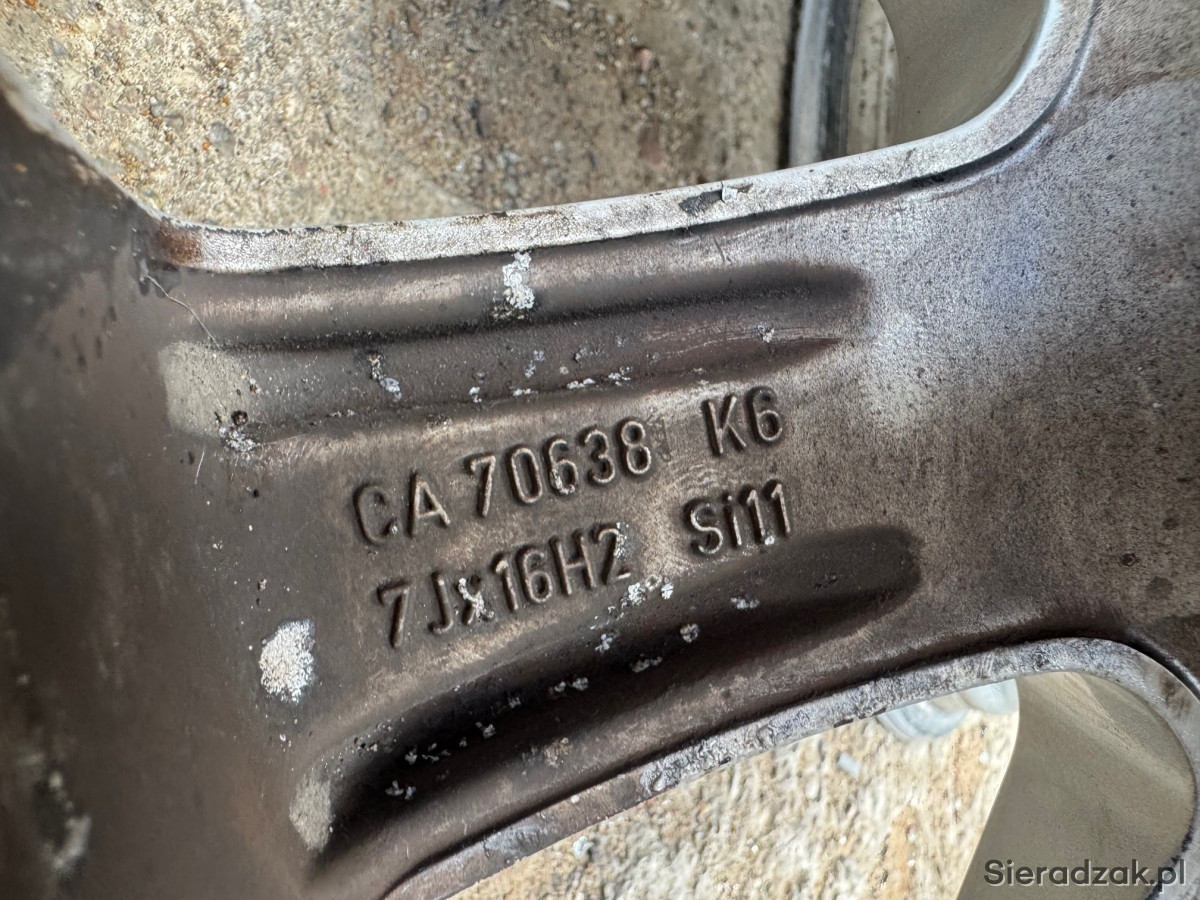 CA 70638 K6
7Jx16H2 Si11
Sieradzak.pl